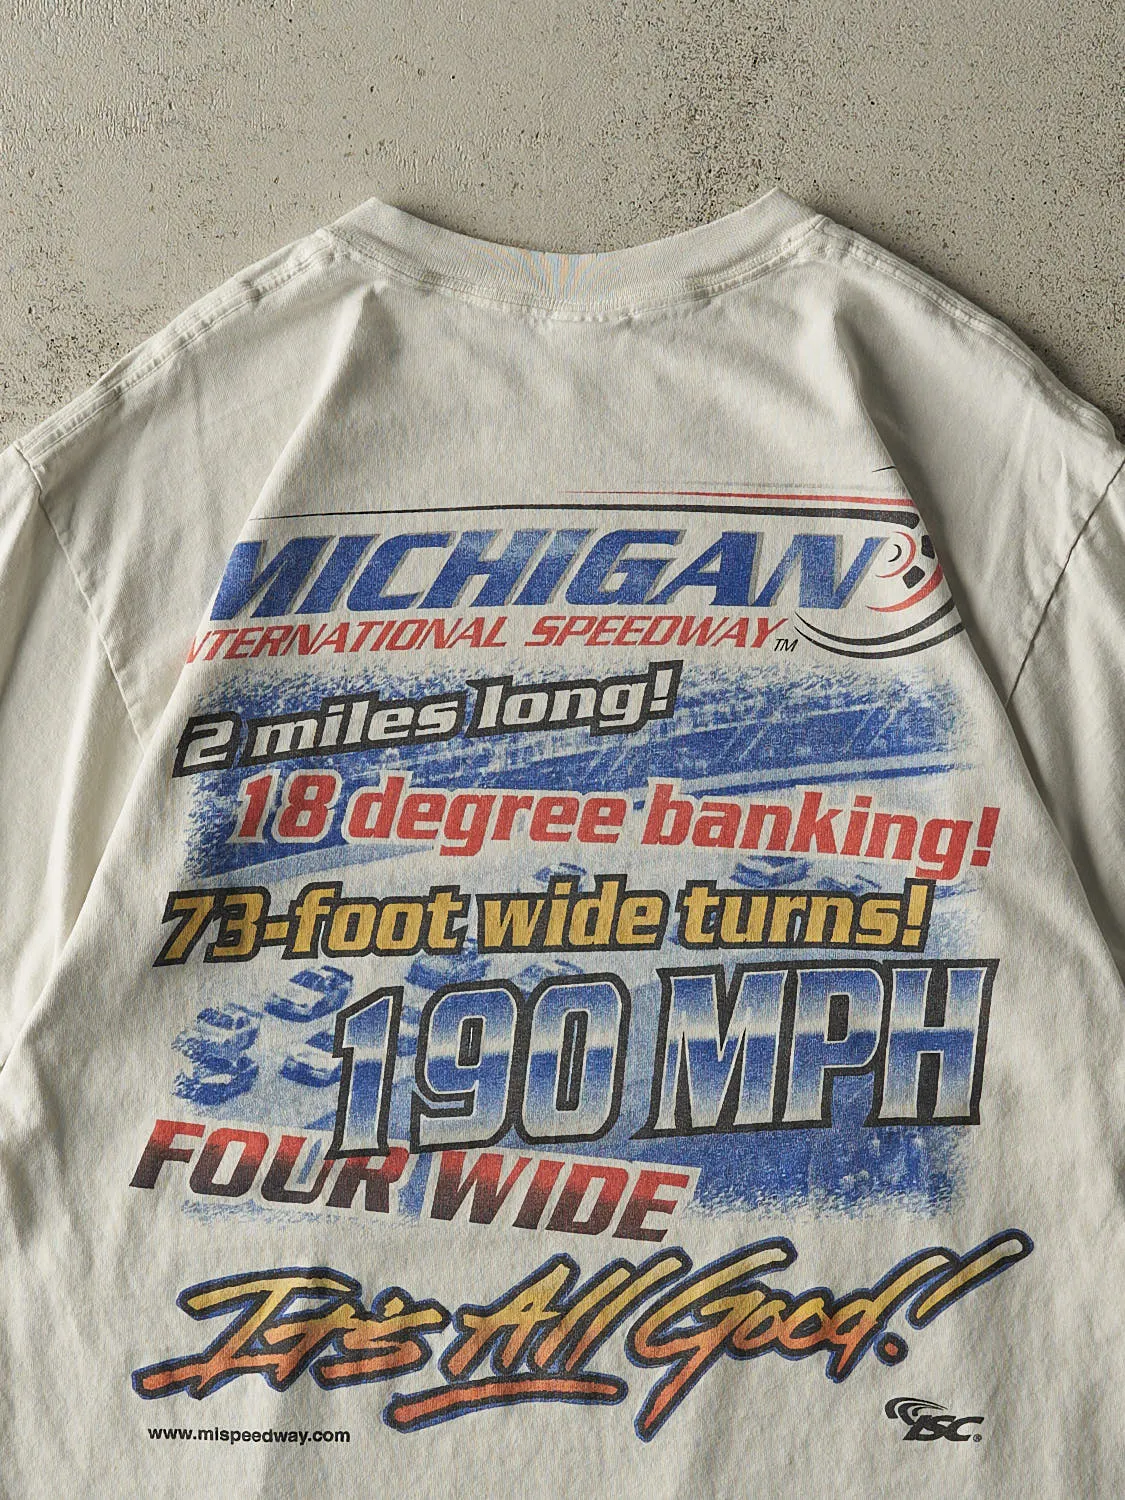 MICHIGAN
INTERNATIONAL SPEEDWAY™
2 miles long!
18 degree banking!
73-foot wide turns!
190 MPH
FOUR WIDE
It's All Good!
www.mispeedway.com
ISC®